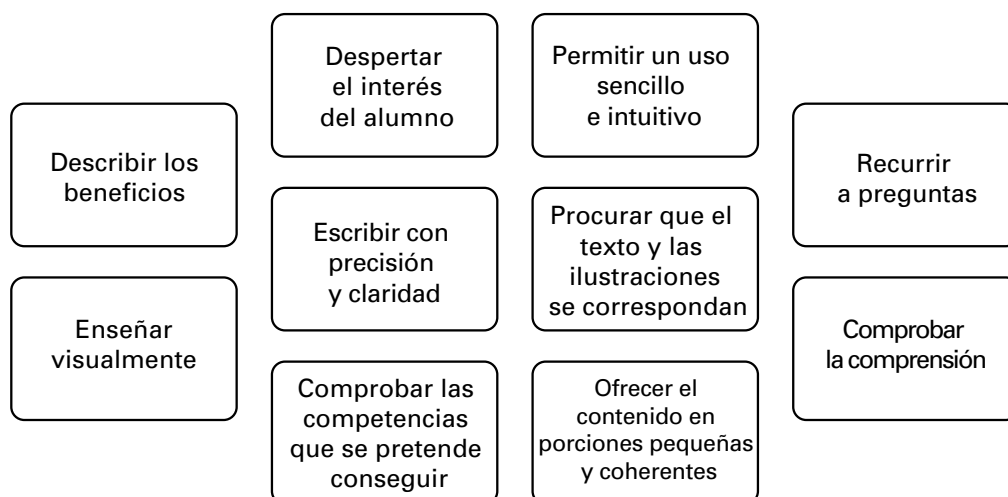 Describir los
beneficios
Enseñar
visualmente
Despertar
el interés
del alumno
Escribir con
precisión
y claridad
Comprobar las
competencias
que se pretende
conseguir
Permitir un uso
sencillo
e intuitivo
Procurar que el
texto y las
ilustraciones
se correspondan
Ofrecer el
contenido en
porciones pequeñas
y coherentes
Recurrir
a preguntas
Comprobar
la comprensión